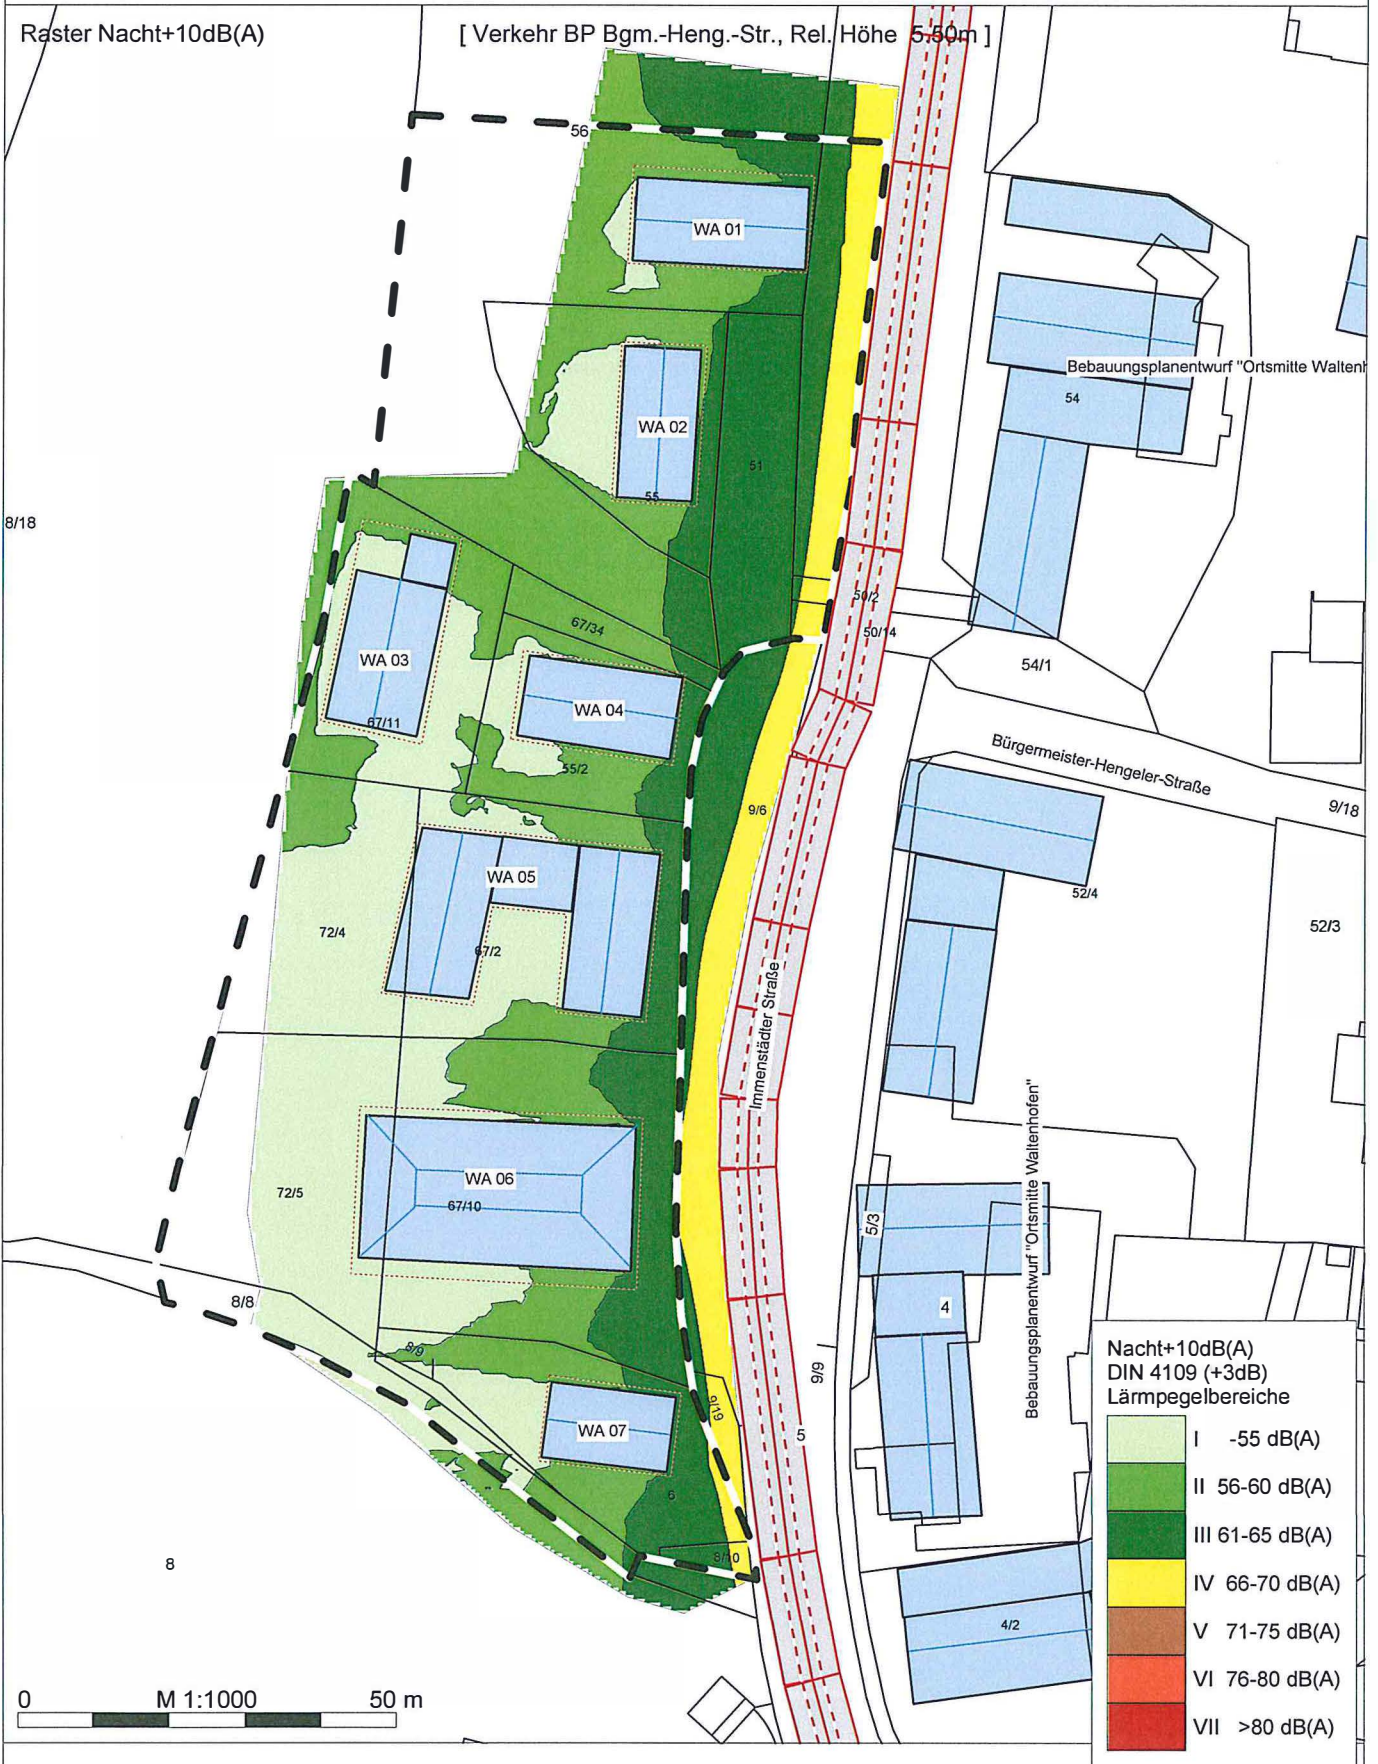 Raster Nacht+10dB(A)
[ Verkehr BP Bgm.-Heng.-Str., Rel. Höhe 5.50m ]
56
WA 01
Bebauungsplanentwurf "Ortsmitte Waltenh
54
WA 02
51
55
8/18
50/2
67/34
50/14
WA 03
54/1
WA 04
67/11
Bürgermeister-Hengeler-Straße
55/2
9/6
9/18
WA 05
52/4
72/4
67/2
52/3
Immenstädter Straße
Bebauungsplanentwurf "Ortsmitte Waltenhofen"
WA 06
72/5
67/10
5/3
8/8
4
8/9
9/9
9/19
WA 07
5
6
8/10
8
4/2
Nacht+10dB(A)
DIN 4109 (+3dB)
Lärmpegelbereiche
I -55 dB(A)
II 56-60 dB(A)
III 61-65 dB(A)
IV 66-70 dB(A)
V 71-75 dB(A)
VI 76-80 dB(A)
VII >80 dB(A)
0 M 1:1000 50 m